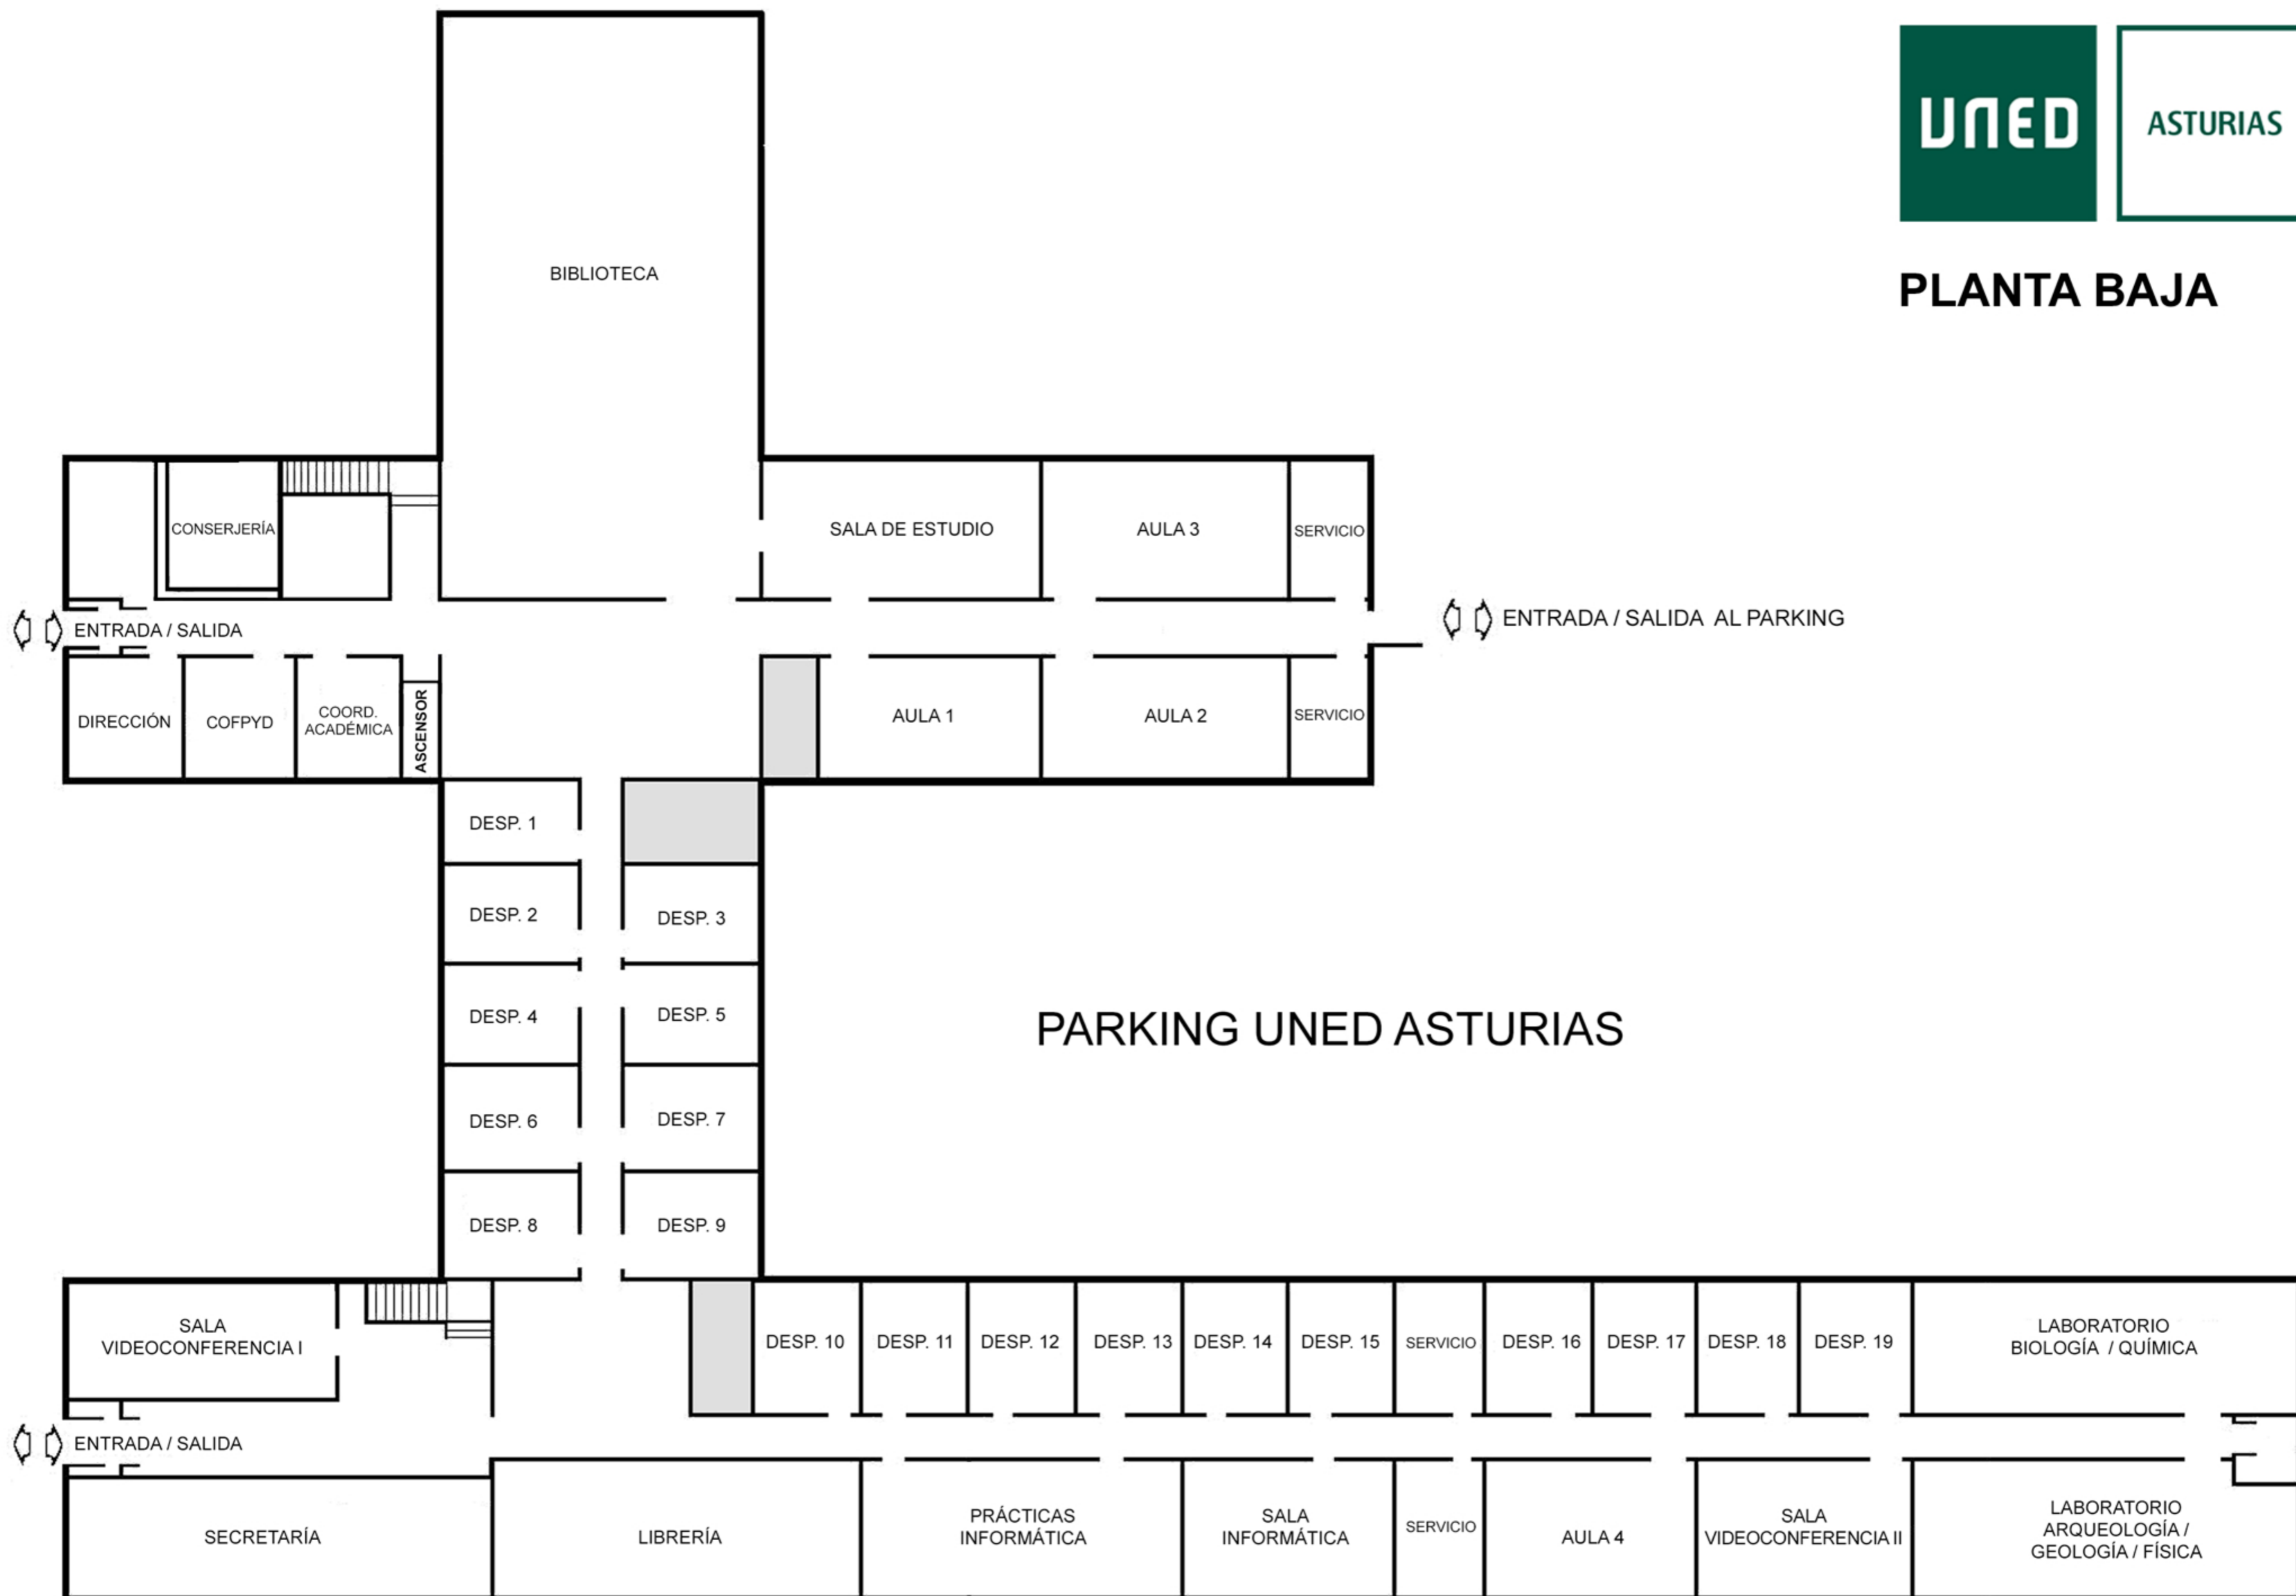 UNED
ASTURIAS
PLANTA BAJA
BIBLIOTECA
CONSERJERÍA
SALA DE ESTUDIO
AULA 3
SERVICIO
ENTRADA / SALIDA
ENTRADA / SALIDA AL PARKING
DIRECCIÓN
COFPYD
COORD.
ACADÉMICA
ASCENSOR
AULA 1
AULA 2
SERVICIO
DESP. 1
DESP. 2
DESP. 3
DESP. 4
DESP. 5
PARKING UNED ASTURIAS
DESP. 6
DESP. 7
DESP. 8
DESP. 9
SALA
VIDEOCONFERENCIA I
DESP. 10
DESP. 11
DESP. 12
DESP. 13
DESP. 14
DESP. 15
SERVICIO
DESP. 16
DESP. 17
DESP. 18
DESP. 19
LABORATORIO
BIOLOGÍA / QUÍMICA
ENTRADA / SALIDA
SECRETARÍA
LIBRERÍA
PRÁCTICAS
INFORMÁTICA
SALA
INFORMÁTICA
SERVICIO
AULA 4
SALA
VIDEOCONFERENCIA II
LABORATORIO
ARQUEOLOGÍA /
GEOLOGÍA / FÍSICA